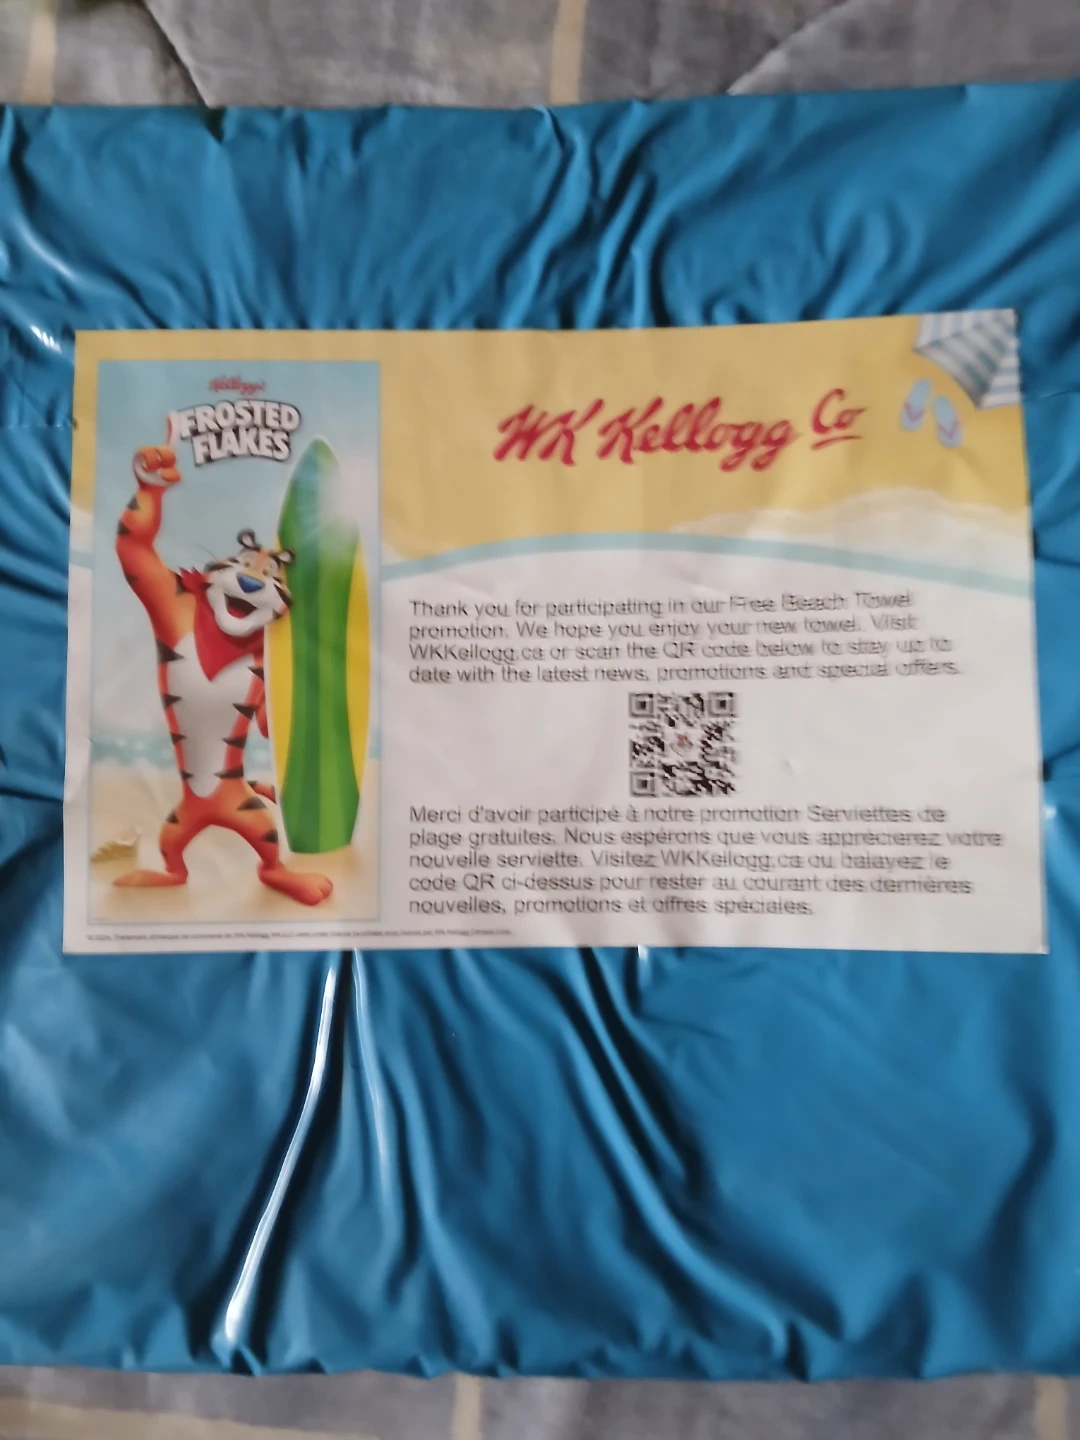 Kellogg's
FROSTED
FLAKES
WK Kellogg Co
Thank you for participating in our Free Beach Towel
promotion. We hope you enjoy your new towel. Visit
WKKellogg.ca or scan the QR code below to stay up to
date with the latest news, promotions and special offers.
Merci d'avoir participé à notre promotion Serviettes de
plage gratuites. Nous espérons que vous apprécierez votre
nouvelle serviette. Visitez WKKellogg.ca ou balayez le
code QR ci-dessus pour rester au courant des dernières
nouvelles, promotions et offres spéciales.